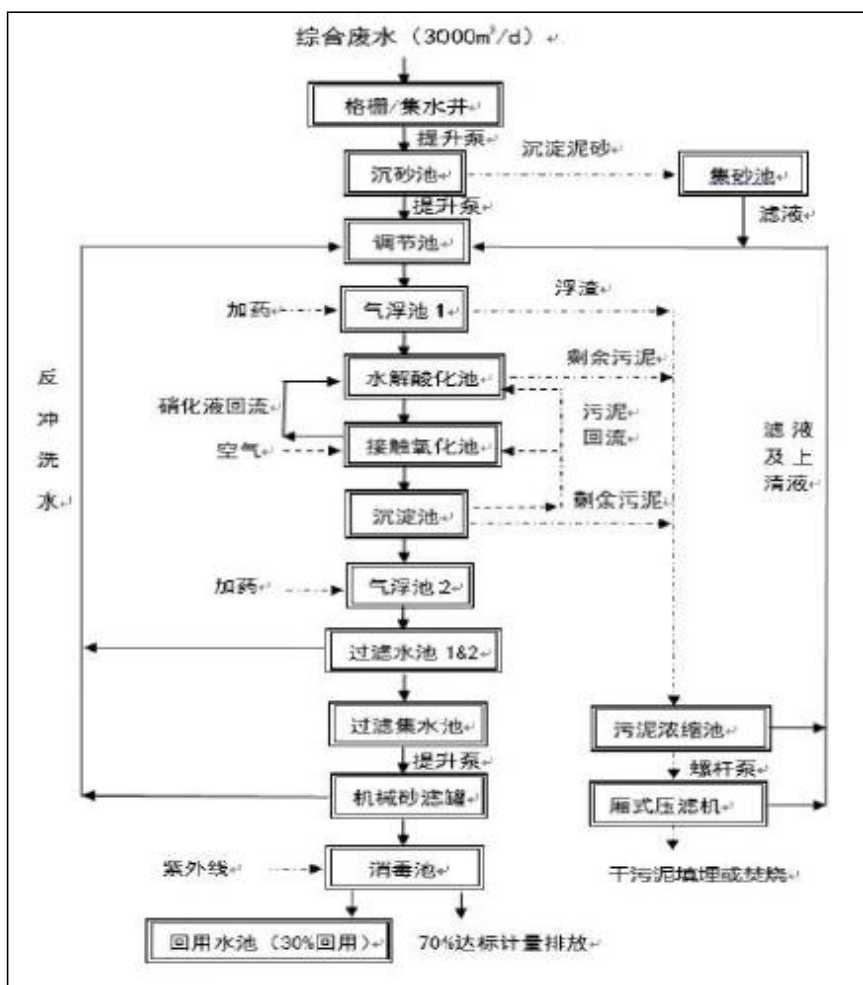 综合废水（3000m³/d）
格栅/集水井
提升泵
沉淀泥砂
沉砂池
集砂池
提升泵
滤液
调节池
浮渣
加药
气浮池 1
剩余污泥
水解酸化池
反冲洗水
硝化液回流
污泥
回流
滤液
及上
清液
接触氧化池
空气
剩余污泥
沉淀池
加药
气浮池 2
过滤水池 1&2
过滤集水池
污泥浓缩池
提升泵
螺杆泵
机械砂滤罐
厢式压滤机
紫外线
消毒池
干污泥填埋或焚烧
回用水池（30%回用）
70%达标计量排放